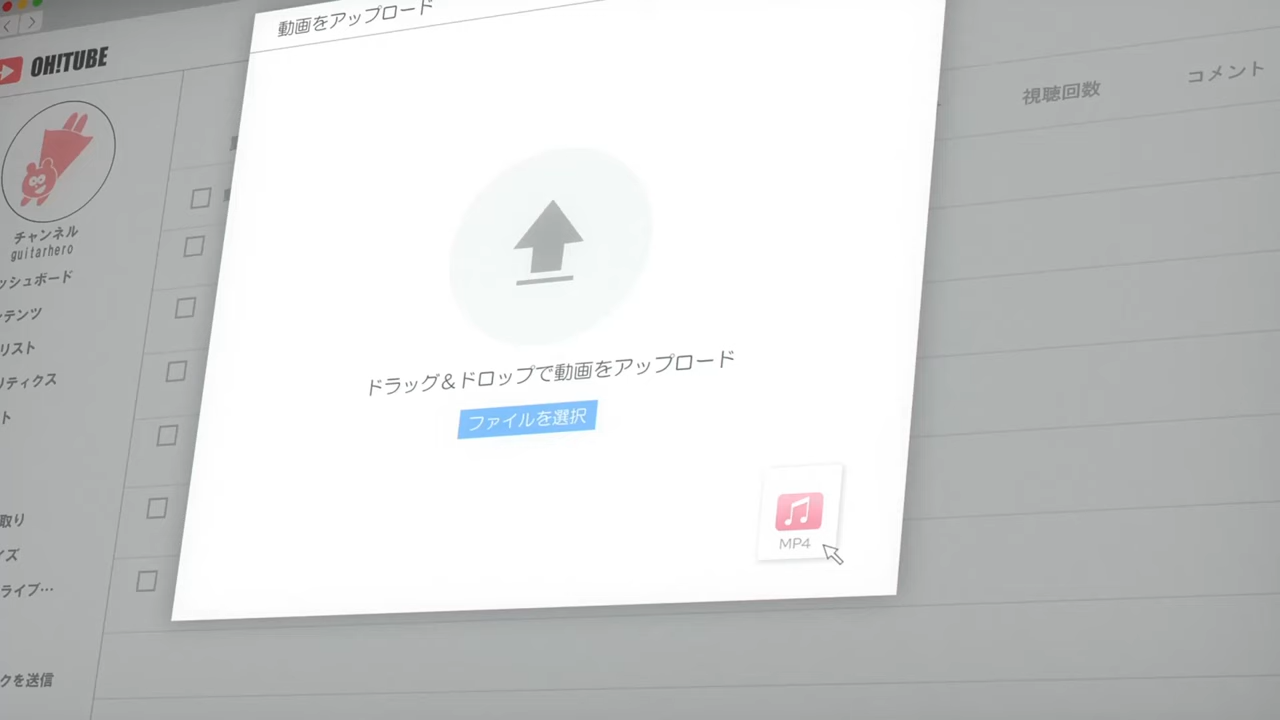 動画をアップロード
OH!TUBE
視聴回数
コメント
チャンネル
guitarhero
ッシュボード
テンツ
リスト
リティクス
ト
ドラッグ&ドロップで動画をアップロード
ファイルを選択
MP4
取り
イズ
ライブ…
クを送信